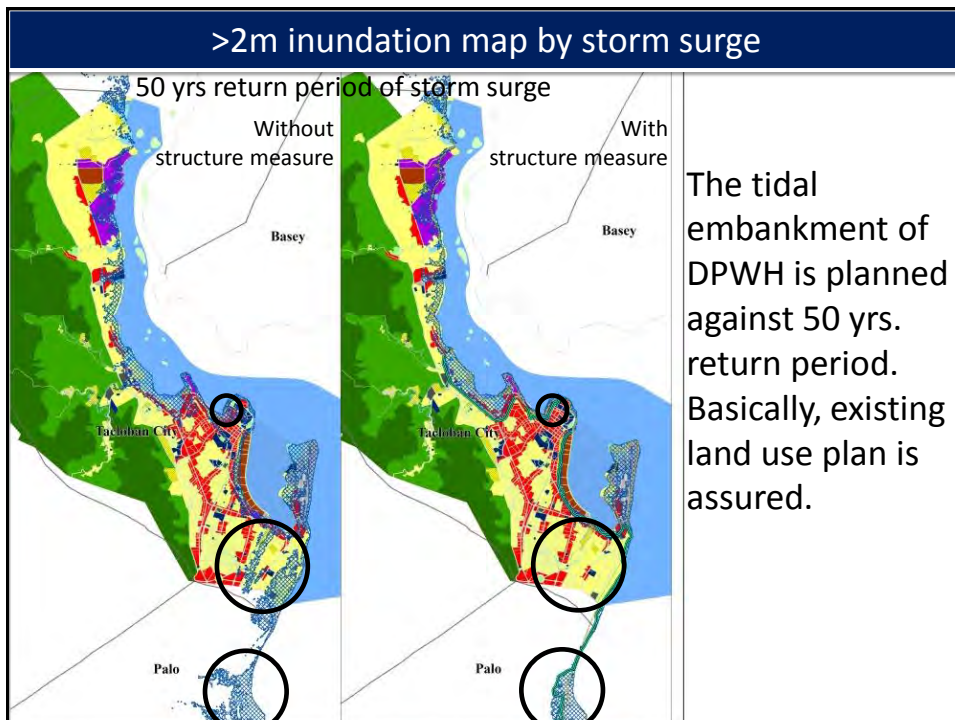 >2m inundation map by storm surge
50 yrs return period of storm surge
Without
structure measure
With
structure measure
Basey
Basey
Tacloban City
Tacloban City
Palo
Palo
The tidal
embankment of
DPWH is planned
against 50 yrs.
return period.
Basically, existing
land use plan is
assured.